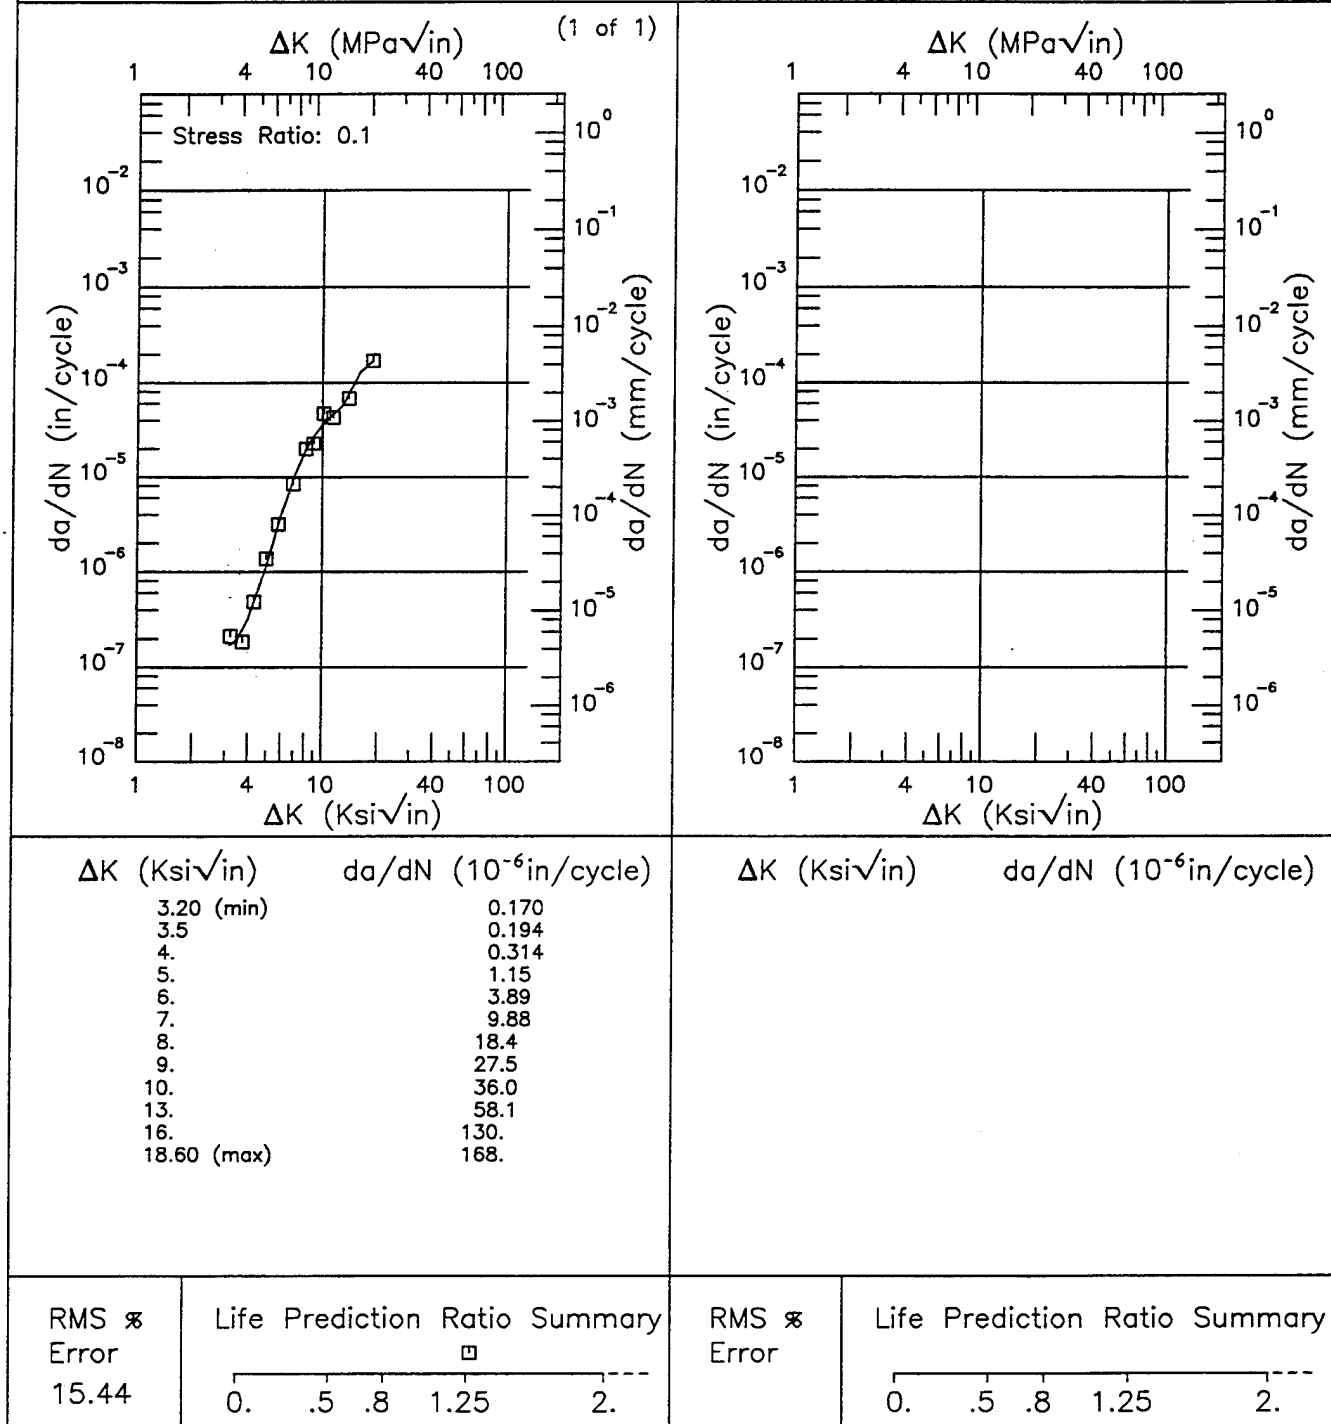 (1 of 1)
ΔK (MPa√in)
1 4 10 40 100
Stress Ratio: 0.1
10⁰
10⁻²
10⁻¹
10⁻³
10⁻²
10⁻⁴
10⁻³
10⁻⁵
10⁻⁴
10⁻⁶
10⁻⁵
10⁻⁷
10⁻⁶
10⁻⁸
da/dN (in/cycle)
da/dN (mm/cycle)
1 4 10 40 100
ΔK (Ksi√in)
ΔK (MPa√in)
1 4 10 40 100
10⁰
10⁻²
10⁻¹
10⁻³
10⁻²
10⁻⁴
10⁻³
10⁻⁵
10⁻⁴
10⁻⁶
10⁻⁵
10⁻⁷
10⁻⁶
10⁻⁸
da/dN (in/cycle)
da/dN (mm/cycle)
1 4 10 40 100
ΔK (Ksi√in)
ΔK (Ksi√in) da/dN (10⁻⁶in/cycle)
3.20 (min) 0.170
3.5 0.194
4. 0.314
5. 1.15
6. 3.89
7. 9.88
8. 18.4
9. 27.5
10. 36.0
13. 58.1
16. 130.
18.60 (max) 168.
ΔK (Ksi√in) da/dN (10⁻⁶in/cycle)
RMS %
Error
15.44
Life Prediction Ratio Summary
0. .5 .8 1.25 2.
RMS %
Error
Life Prediction Ratio Summary
0. .5 .8 1.25 2.